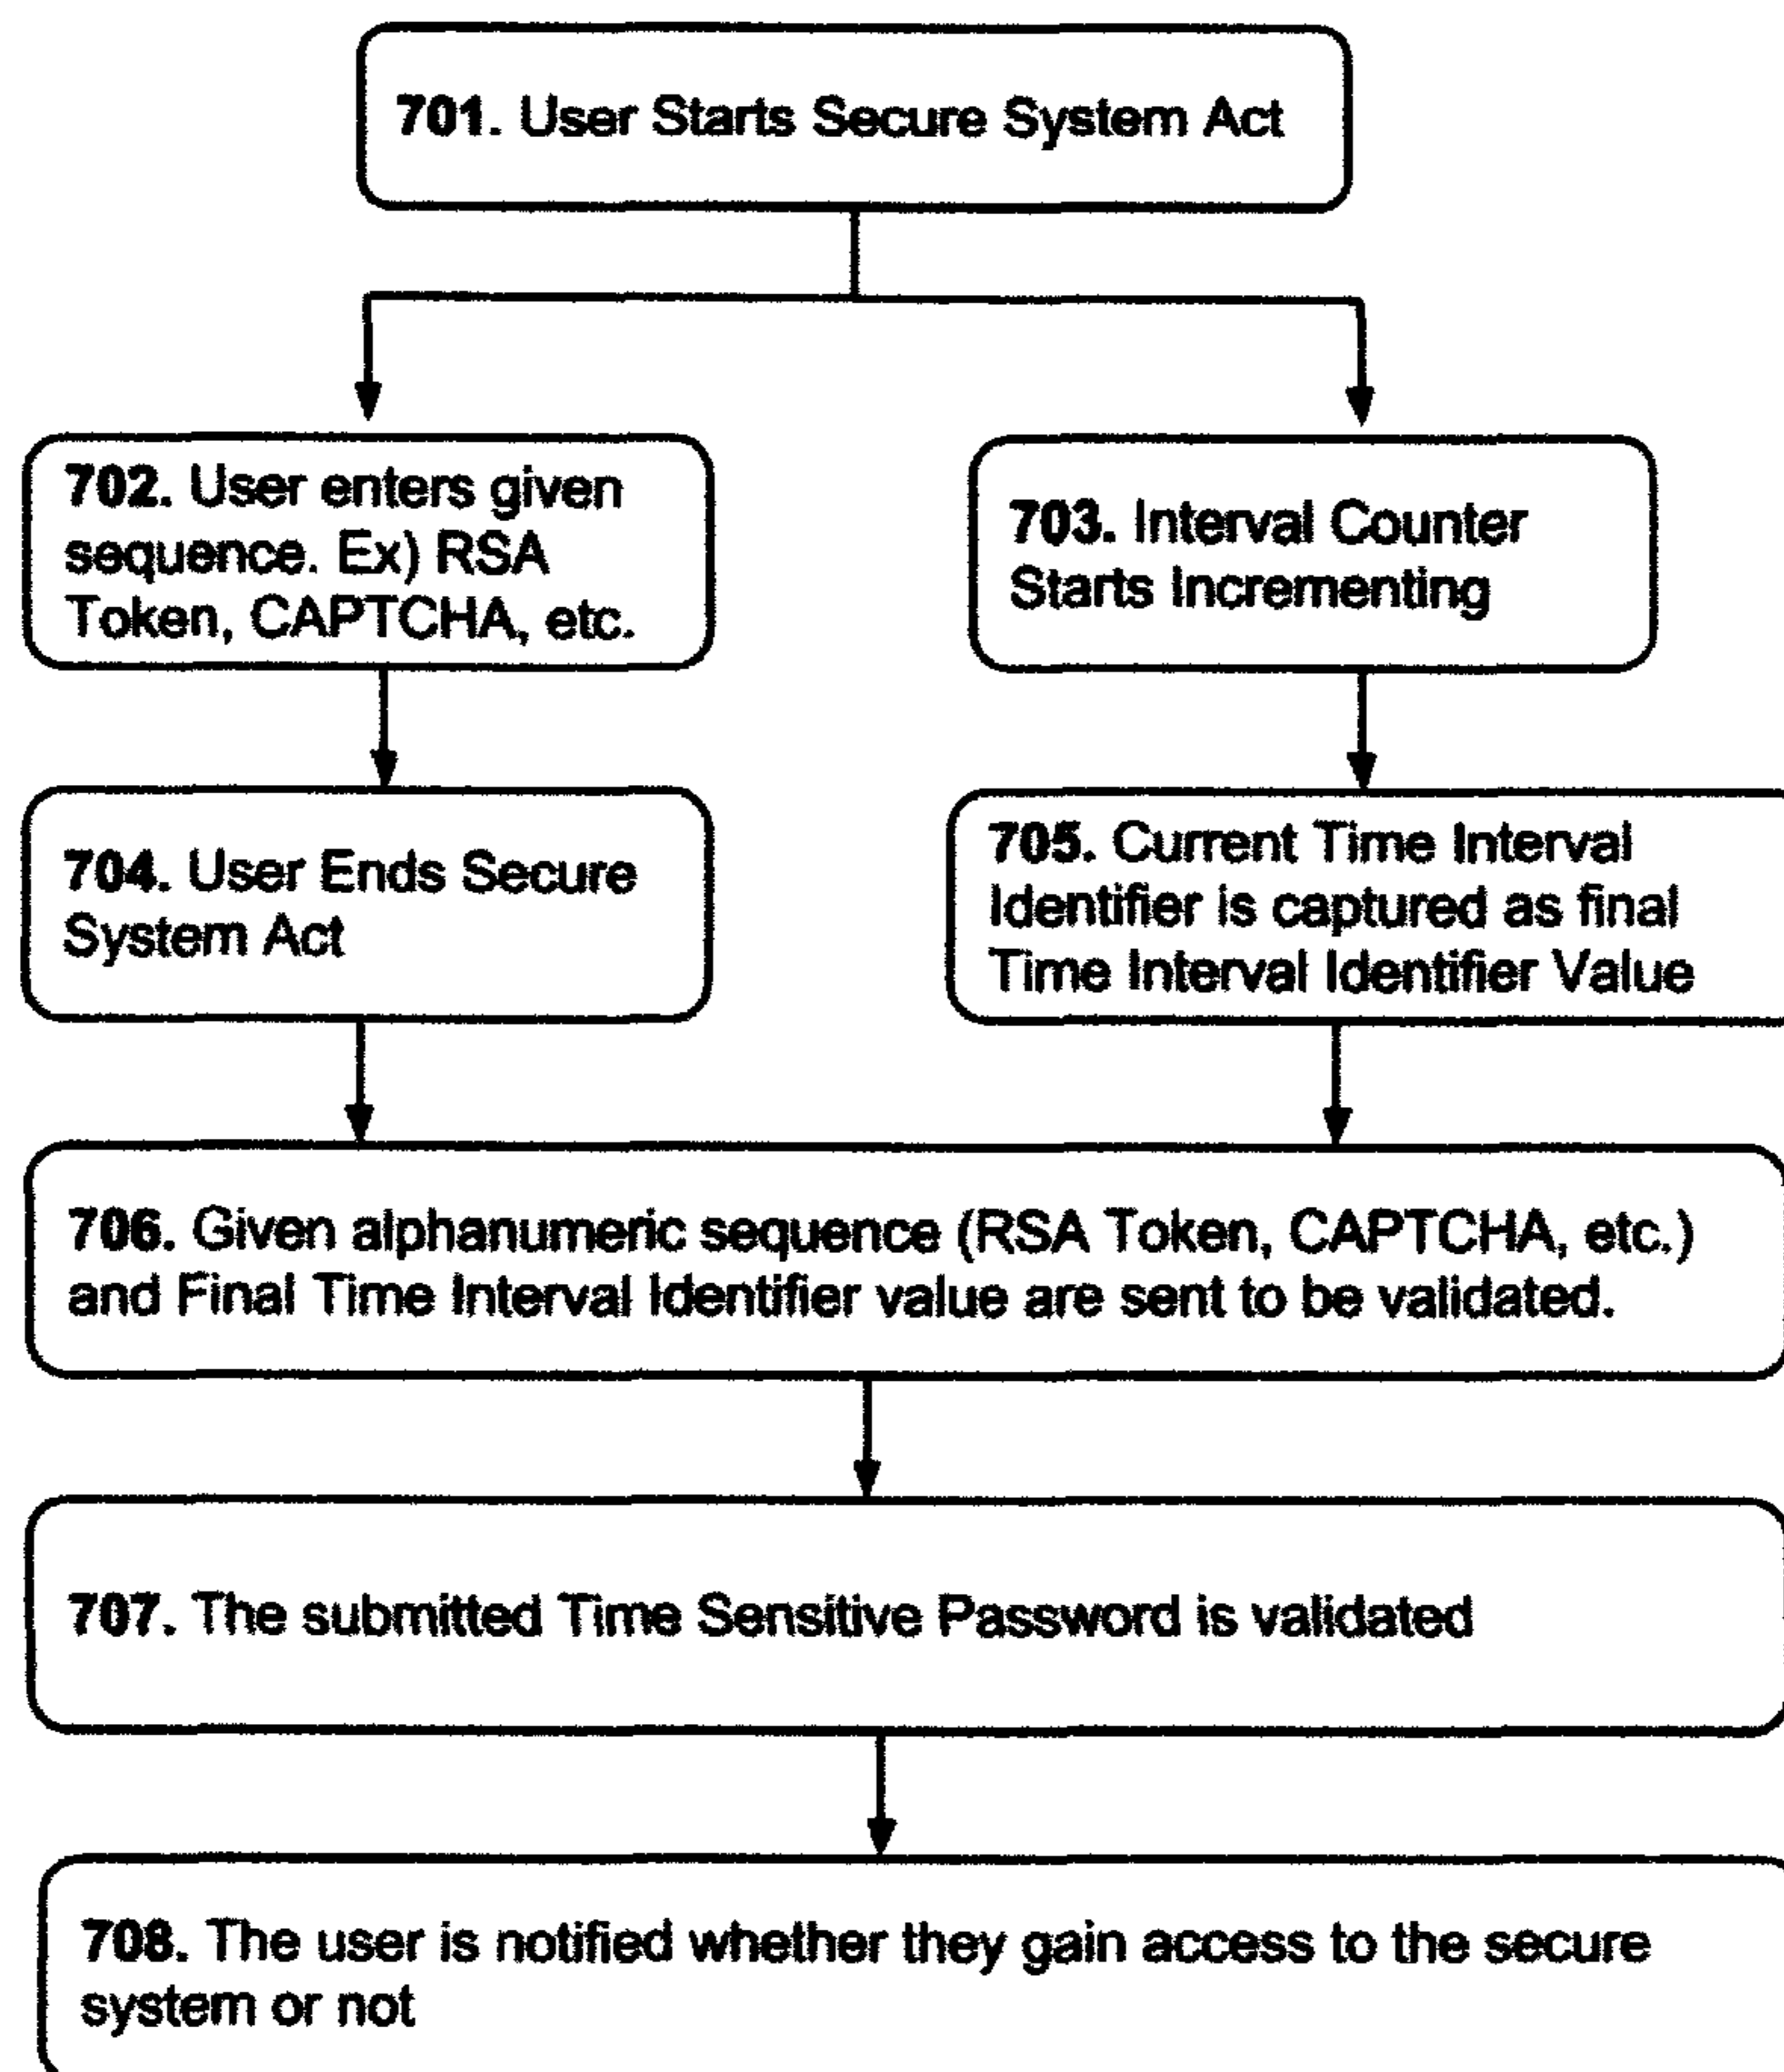 701. User Starts Secure System Act
702. User enters given
sequence. Ex) RSA
Token, CAPTCHA, etc.
703. Interval Counter
Starts Incrementing
704. User Ends Secure
System Act
705. Current Time Interval
Identifier is captured as final
Time Interval Identifier Value
706. Given alphanumeric sequence (RSA Token, CAPTCHA, etc.)
and Final Time Interval Identifier value are sent to be validated.
707. The submitted Time Sensitive Password is validated
708. The user is notified whether they gain access to the secure
system or not